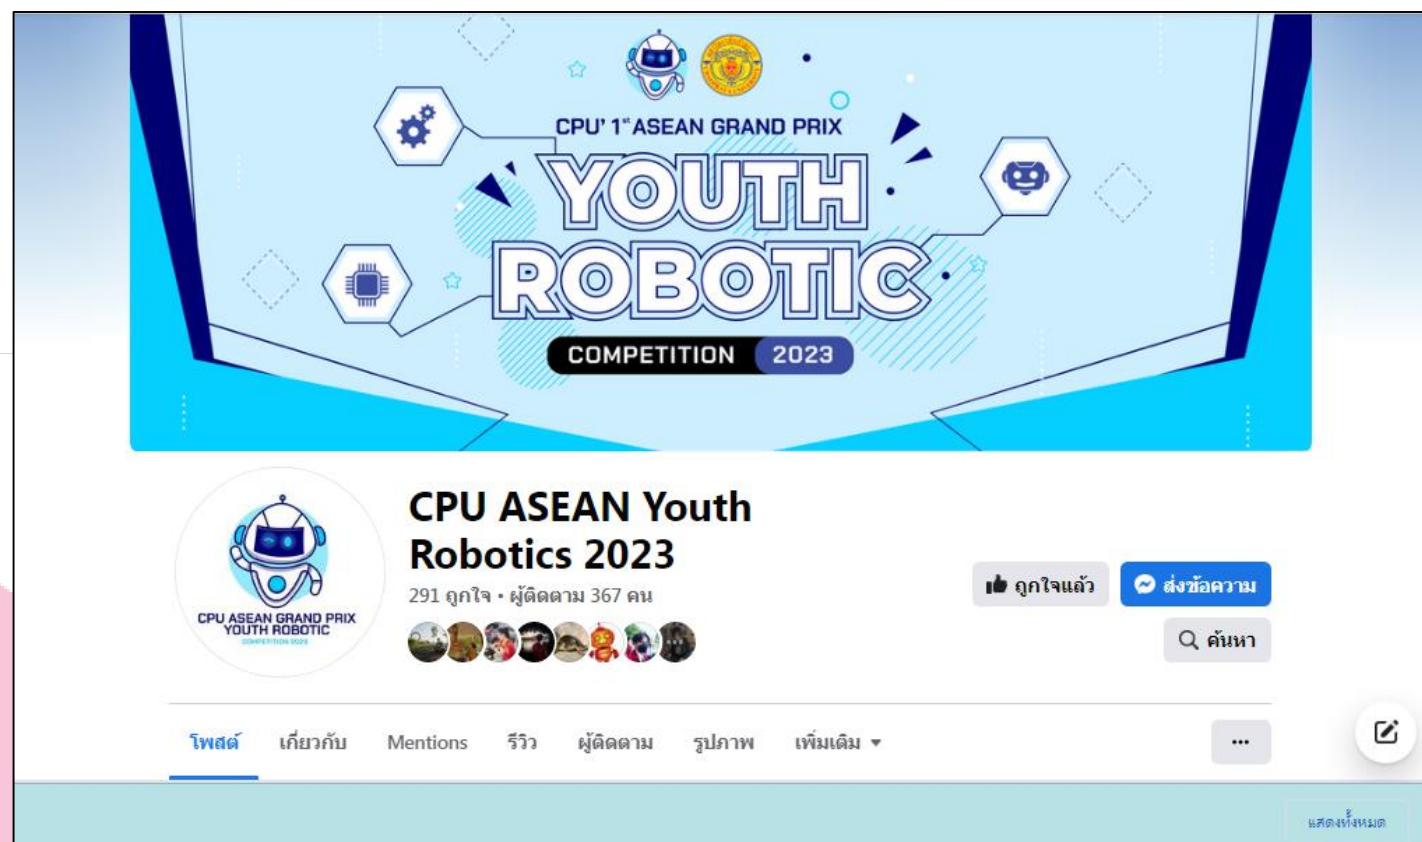 CPU' 1st ASEAN GRAND PRIX
YOUTH
ROBOTIC
COMPETITION 2023
CPU ASEAN GRAND PRIX
YOUTH ROBOTIC
COMPETITION 2023
CPU ASEAN Youth
Robotics 2023
291 ถูกใจ • ผู้ติดตาม 367 คน
ถูกใจแล้ว
ส่งข้อความ
ค้นหา
โพสต์ เกี่ยวกับ Mentions รีวิว ผู้ติดตาม รูปภาพ เพิ่มเติม
แสดงทั้งหมด